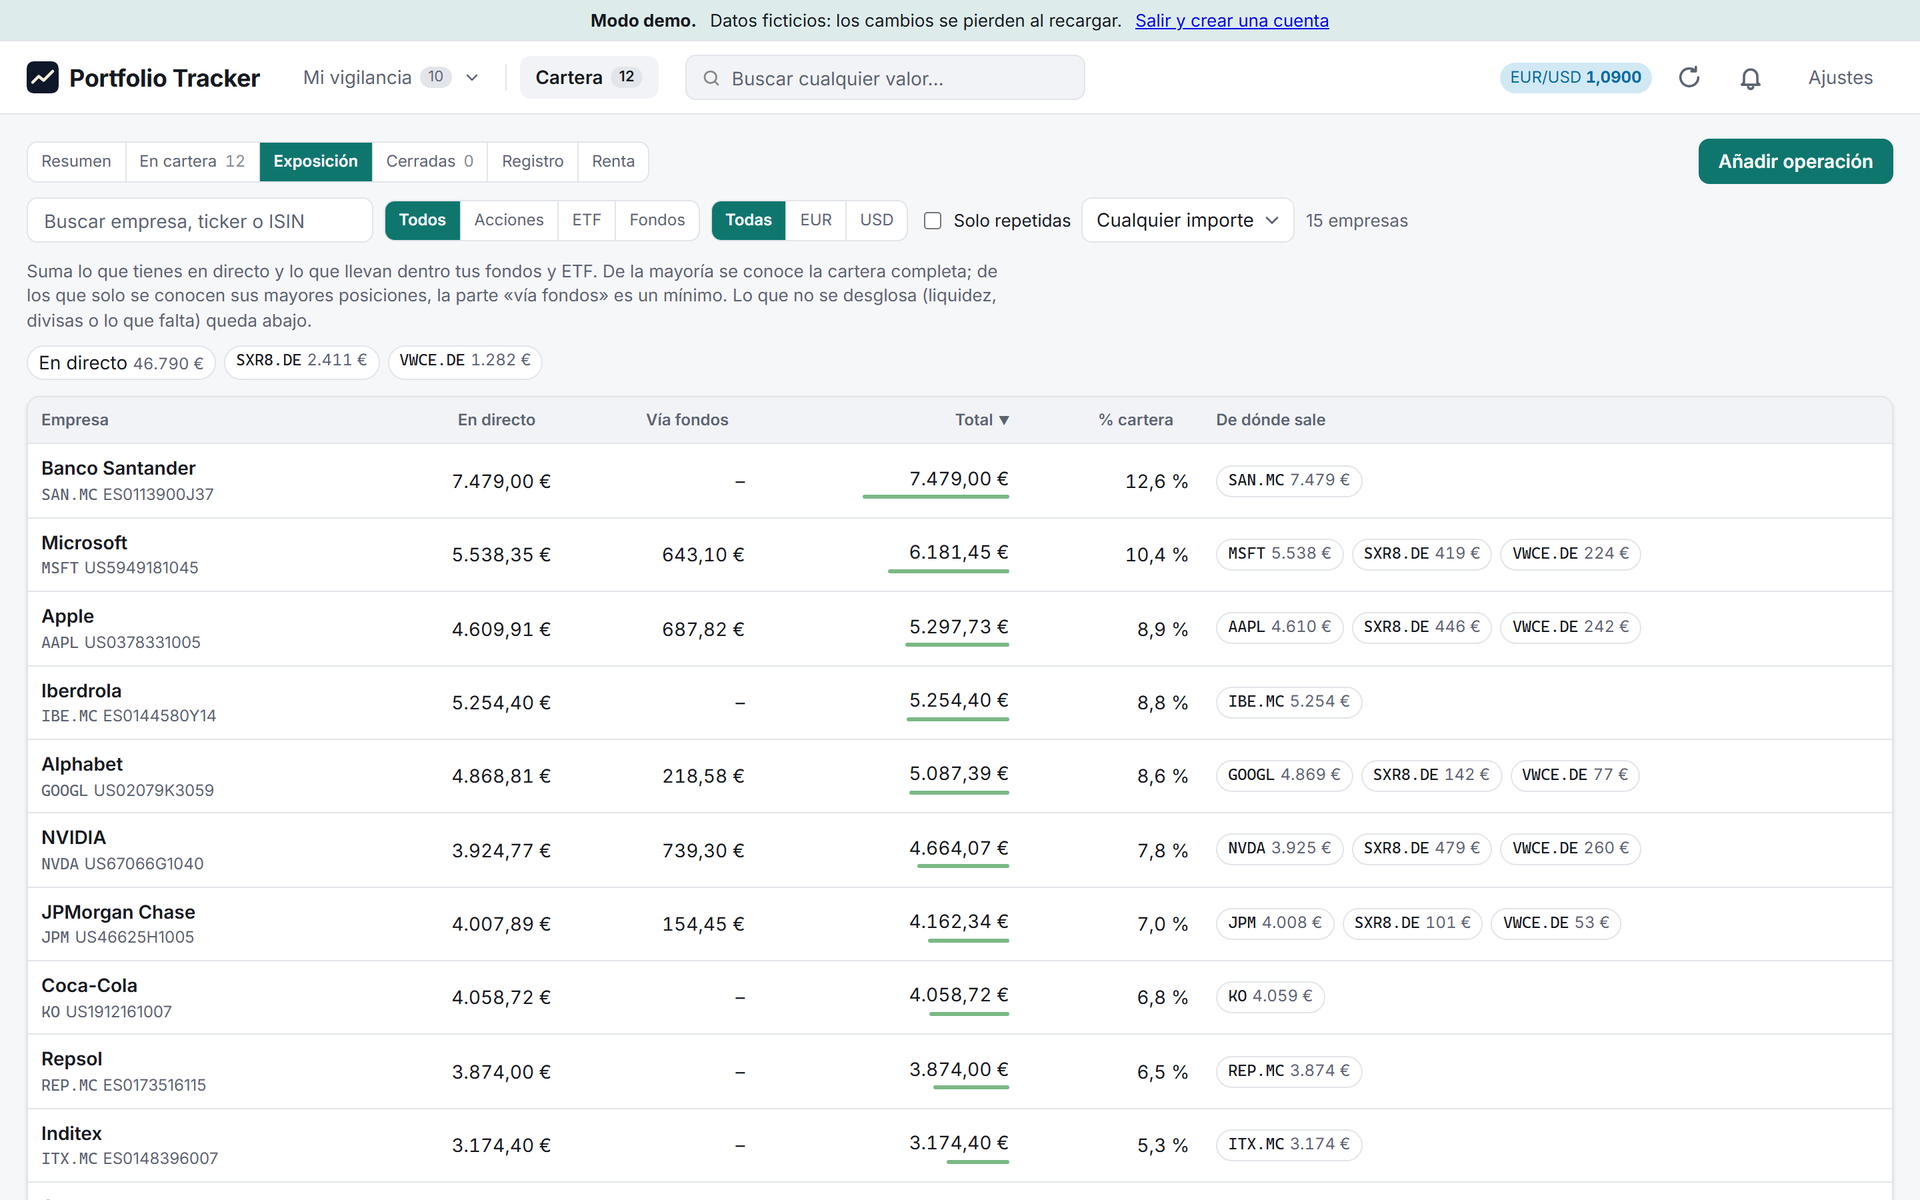 Modo demo. Datos ficticios: los cambios se pierden al recargar. Salir y crear una cuenta
Portfolio Tracker Mi vigilancia 10 Cartera 12 Buscar cualquier valor... EUR/USD 1,0900 Ajustes
Resumen En cartera 12 Exposición Cerradas 0 Registro Renta Añadir operación
Buscar empresa, ticker o ISIN Todos Acciones ETF Fondos Todas EUR USD Solo repetidas Cualquier importe 15 empresas
Suma lo que tienes en directo y lo que llevan dentro tus fondos y ETF. De la mayoría se conoce la cartera completa; de
los que solo se conocen sus mayores posiciones, la parte «vía fondos» es un mínimo. Lo que no se desglosa (liquidez,
divisas o lo que falta) queda abajo.
En directo 46.790 € SXR8.DE 2.411 € VWCE.DE 1.282 €
Empresa En directo Vía fondos Total ▼ % cartera De dónde sale
Banco Santander
SAN.MC ES0113900J37
7.479,00 € – 7.479,00 € 12,6 % SAN.MC 7.479 €
Microsoft
MSFT US5949181045
5.538,35 € 643,10 € 6.181,45 € 10,4 % MSFT 5.538 € SXR8.DE 419 € VWCE.DE 224 €
Apple
AAPL US0378331005
4.609,91 € 687,82 € 5.297,73 € 8,9 % AAPL 4.610 € SXR8.DE 446 € VWCE.DE 242 €
Iberdrola
IBE.MC ES0144580Y14
5.254,40 € – 5.254,40 € 8,8 % IBE.MC 5.254 €
Alphabet
GOOGL US02079K3059
4.868,81 € 218,58 € 5.087,39 € 8,6 % GOOGL 4.869 € SXR8.DE 142 € VWCE.DE 77 €
NVIDIA
NVDA US67066G1040
3.924,77 € 739,30 € 4.664,07 € 7,8 % NVDA 3.925 € SXR8.DE 479 € VWCE.DE 260 €
JPMorgan Chase
JPM US46625H1005
4.007,89 € 154,45 € 4.162,34 € 7,0 % JPM 4.008 € SXR8.DE 101 € VWCE.DE 53 €
Coca-Cola
KO US1912161007
4.058,72 € – 4.058,72 € 6,8 % KO 4.059 €
Repsol
REP.MC ES0173516115
3.874,00 € – 3.874,00 € 6,5 % REP.MC 3.874 €
Inditex
ITX.MC ES0148396007
3.174,40 € – 3.174,40 € 5,3 % ITX.MC 3.174 €